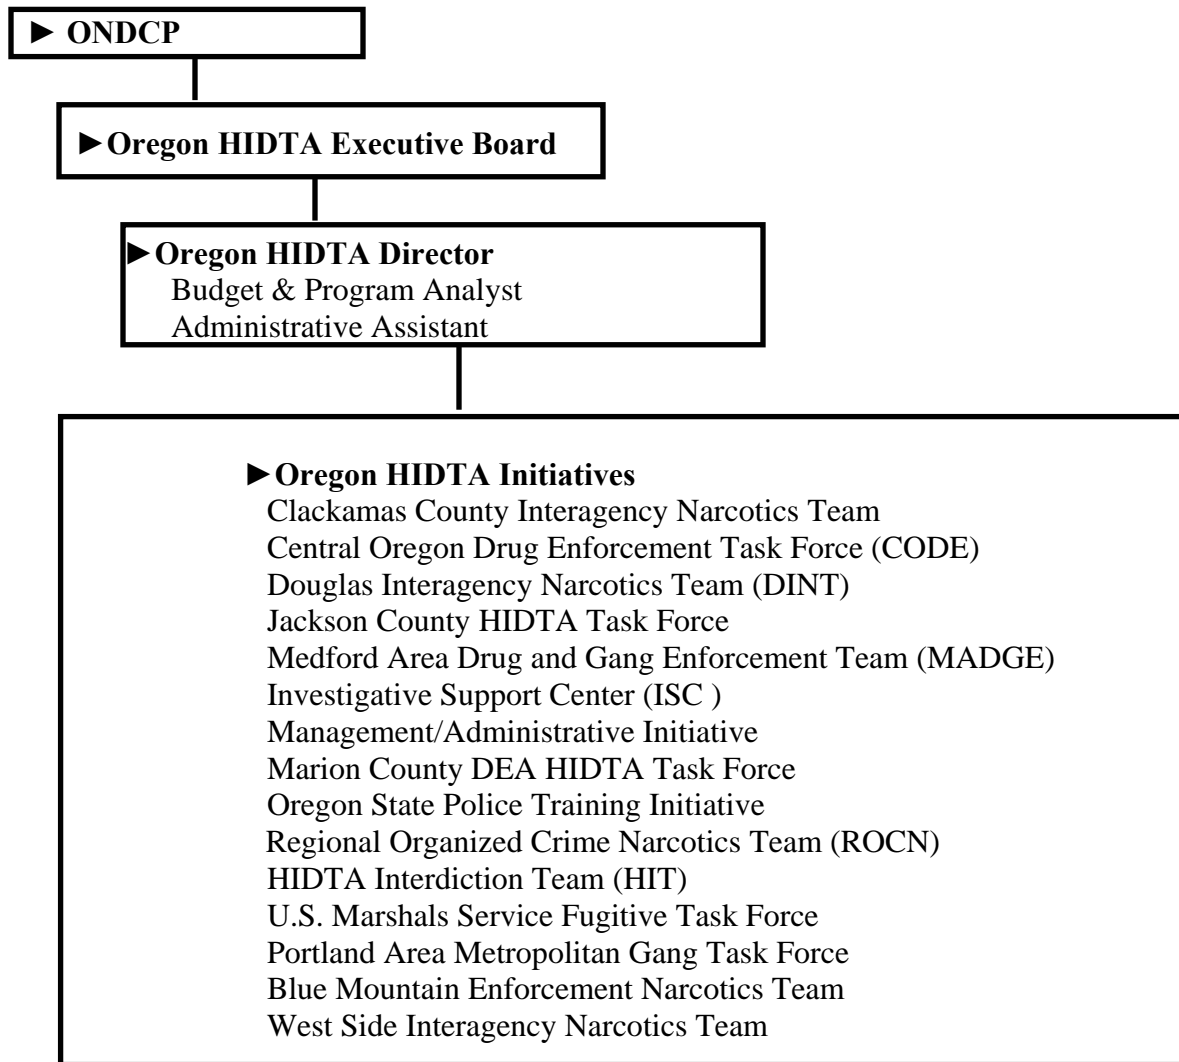 ► ONDCP
►Oregon HIDTA Executive Board
►Oregon HIDTA Director
Budget & Program Analyst
Administrative Assistant
►Oregon HIDTA Initiatives
Clackamas County Interagency Narcotics Team
Central Oregon Drug Enforcement Task Force (CODE)
Douglas Interagency Narcotics Team (DINT)
Jackson County HIDTA Task Force
Medford Area Drug and Gang Enforcement Team (MADGE)
Investigative Support Center (ISC )
Management/Administrative Initiative
Marion County DEA HIDTA Task Force
Oregon State Police Training Initiative
Regional Organized Crime Narcotics Team (ROCN)
HIDTA Interdiction Team (HIT)
U.S. Marshals Service Fugitive Task Force
Portland Area Metropolitan Gang Task Force
Blue Mountain Enforcement Narcotics Team
West Side Interagency Narcotics Team